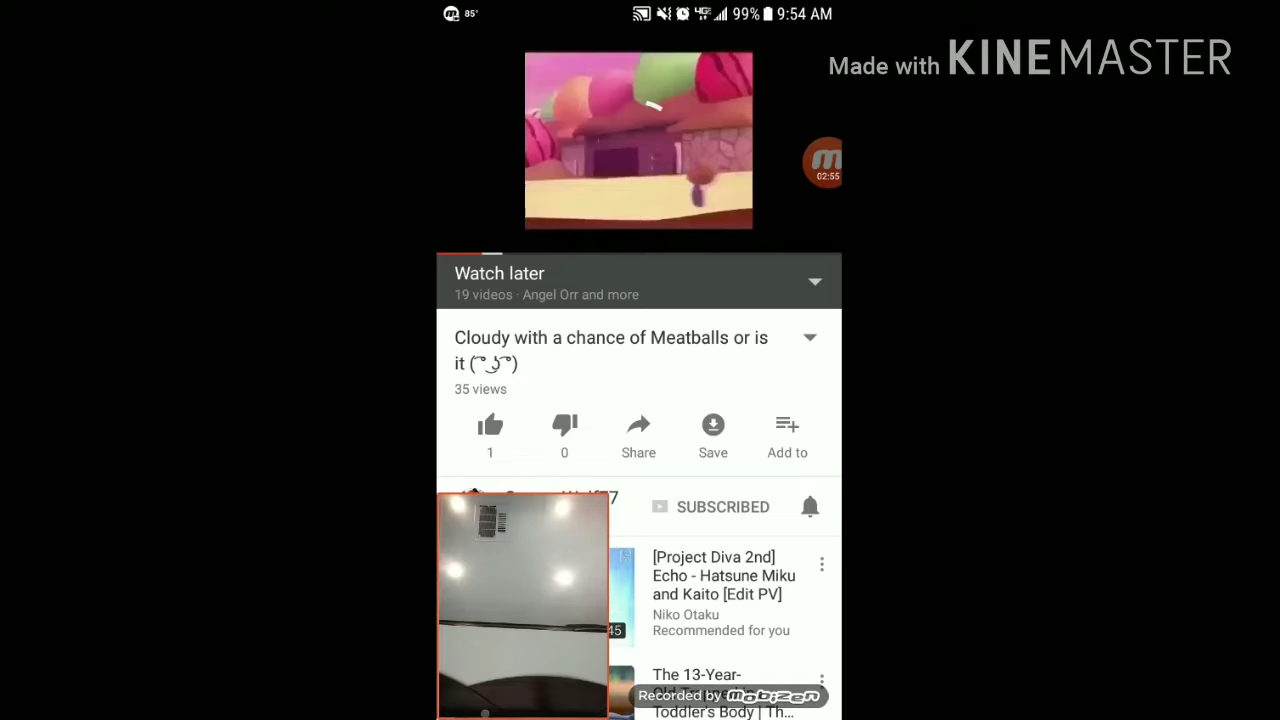 85°
4G 99% 9:54 AM
Made with KINEMASTER
02:55
Watch later
19 videos · Angel Orr and more
Cloudy with a chance of Meatballs or is
it ( ͡° ͜ʖ ͡°)
35 views
1
0
Share
Save
Add to
SUBSCRIBED
[Project Diva 2nd]
Echo - Hatsune Miku
and Kaito [Edit PV]
Niko Otaku
Recommended for you
45
The 13-Year-
Toddler's Body | Th...
Recorded by mobizen